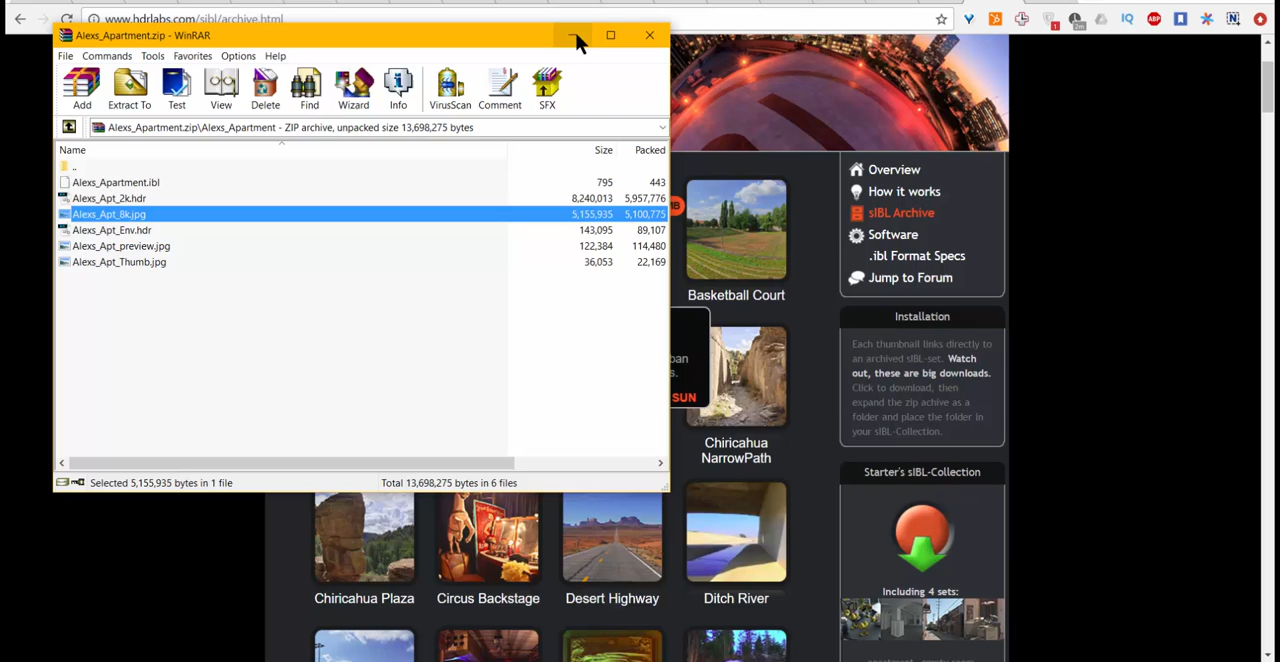 www.hdrlabs.com/sibl/archive.html
IQ
ABP
N
1
2m
Alexs_Apartment.zip - WinRAR
File Commands Tools Favorites Options Help
Add Extract To Test View Delete Find Wizard Info VirusScan Comment SFX
Alexs_Apartment.zip\Alexs_Apartment - ZIP archive, unpacked size 13,698,275 bytes
Name Size Packed
..
Alexs_Apartment.ibl 795 443
Alexs_Apt_2k.hdr 8,240,013 5,957,776
Alexs_Apt_8k.jpg 5,155,935 5,100,775
Alexs_Apt_Env.hdr 143,095 89,107
Alexs_Apt_preview.jpg 122,384 114,480
Alexs_Apt_Thumb.jpg 36,053 22,169
Selected 5,155,935 bytes in 1 file Total 13,698,275 bytes in 6 files
Basketball Court
s.
SUN
Chiricahua
NarrowPath
Chiricahua Plaza Circus Backstage Desert Highway Ditch River
Overview
How it works
sIBL Archive
Software
.ibl Format Specs
Jump to Forum
Installation
Each thumbnail links directly to
an archived sIBL-set. Watch
out, these are big downloads.
Click to download, then
expand the zip achive as a
folder and place the folder in
your sIBL-Collection.
Starter's sIBL-Collection
Including 4 sets: